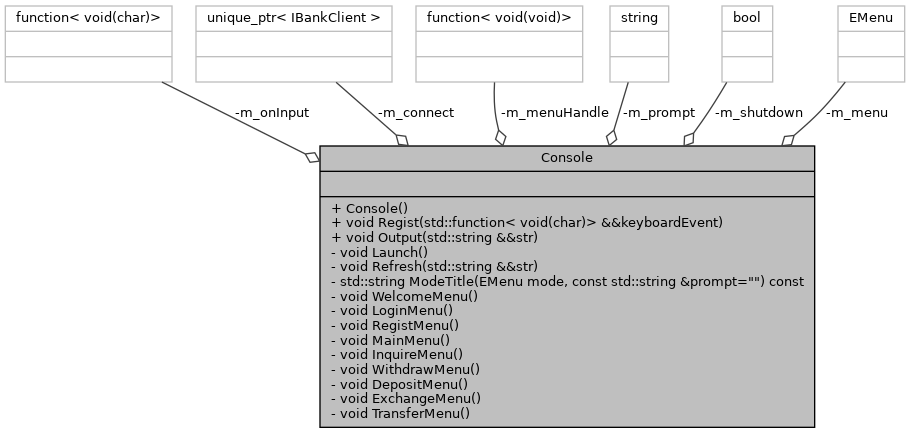 function< void(char)>
unique_ptr< IBankClient >
function< void(void)>
string
bool
EMenu
-m_onInput
-m_connect
-m_menuHandle
-m_prompt
-m_shutdown
-m_menu
Console
+ Console()
+ void Regist(std::function< void(char)> &&keyboardEvent)
+ void Output(std::string &&str)
- void Launch()
- void Refresh(std::string &&str)
- std::string ModeTitle(EMenu mode, const std::string &prompt="") const
- void WelcomeMenu()
- void LoginMenu()
- void RegistMenu()
- void MainMenu()
- void InquireMenu()
- void WithdrawMenu()
- void DepositMenu()
- void ExchangeMenu()
- void TransferMenu()